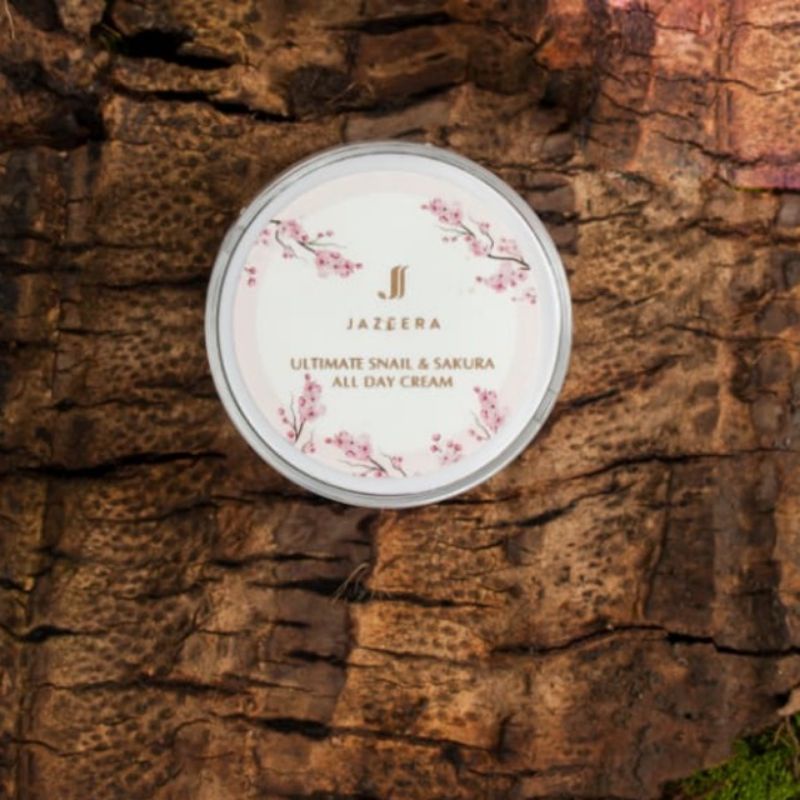 JAZEERA
ULTIMATE SNAIL & SAKURA
ALL DAY CREAM